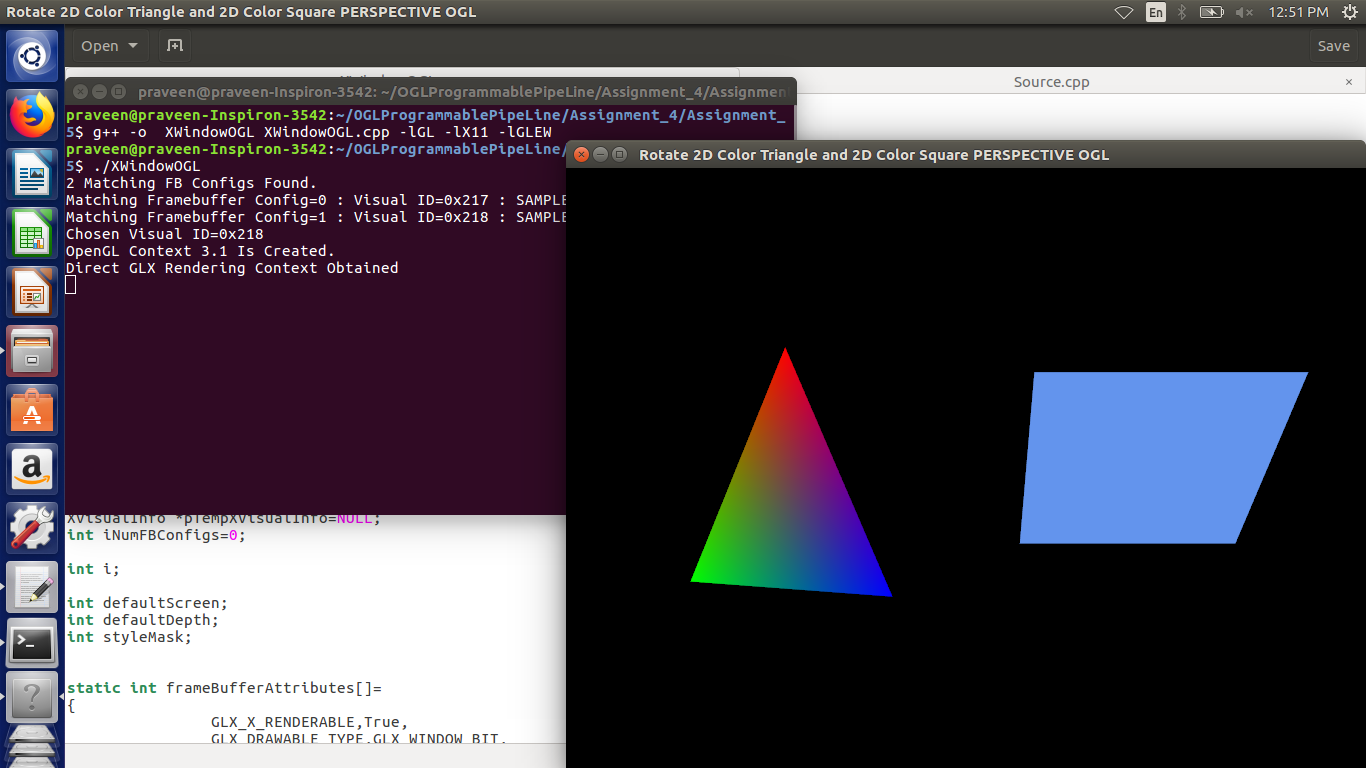 Rotate 2D Color Triangle and 2D Color Square PERSPECTIVE OGL
En
12:51 PM
Open
Save
Source.cpp
×
praveen@praveen-Inspiron-3542: ~/OGLProgrammablePipeLine/Assignment_4/Assignmen
praveen@praveen-Inspiron-3542:~/OGLProgrammablePipeLine/Assignment_4/Assignment_
5$ g++ -o  XWindowOGL XWindowOGL.cpp -lGL -lX11 -lGLEW
praveen@praveen-Inspiron-3542:~/OGLProgrammablePipeLine/
5$ ./XWindowOGL
2 Matching FB Configs Found.
Matching Framebuffer Config=0 : Visual ID=0x217 : SAMPLE
Matching Framebuffer Config=1 : Visual ID=0x218 : SAMPLE
Chosen Visual ID=0x218
OpenGL Context 3.1 Is Created.
Direct GLX Rendering Context Obtained
Rotate 2D Color Triangle and 2D Color Square PERSPECTIVE OGL
XVisualInfo *pTempXVisualInfo=NULL;
int iNumFBConfigs=0;
int i;
int defaultScreen;
int defaultDepth;
int styleMask;
static int frameBufferAttributes[]=
{
GLX_X_RENDERABLE,True,
GLX_DRAWABLE_TYPE,GLX_WINDOW_BIT,